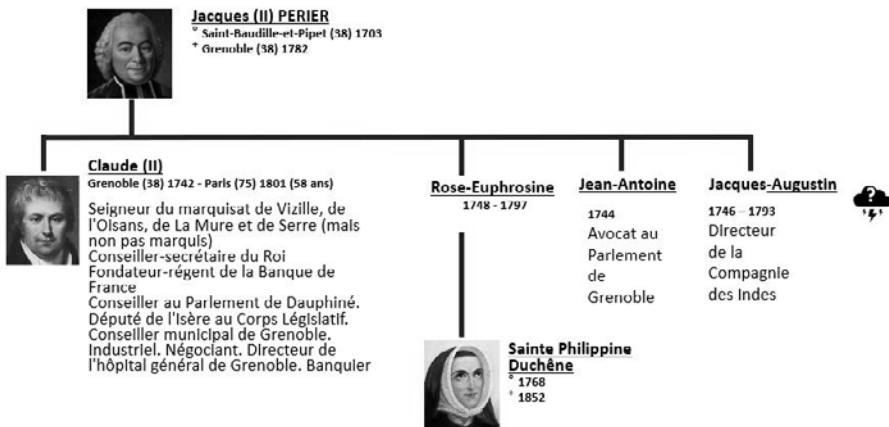 Jacques (II) PERIER
° Saint-Baudille-et-Pipet (38) 1703
+ Grenoble (38) 1782
Claude (II)
Grenoble (38) 1742 - Paris (75) 1801 (58 ans)
Seigneur du marquisat de Vizille, de
l'Oisans, de La Mure et de Serre (mais
non pas marquis)
Conseiller-secrétaire du Roi
Fondateur-régent de la Banque de
France
Conseiller au Parlement de Dauphiné.
Député de l'Isère au Corps Législatif.
Conseiller municipal de Grenoble.
Industriel. Négociant. Directeur de
l'hôpital général de Grenoble. Banquier
Rose-Euphrosine
1748 - 1797
Jean-Antoine
1744
Avocat au
Parlement
de
Grenoble
Jacques-Augustin
1746 - 1793
Directeur
de la
Compagnie
des Indes
?
Sainte Philippine
Duchêne
° 1768
+ 1852